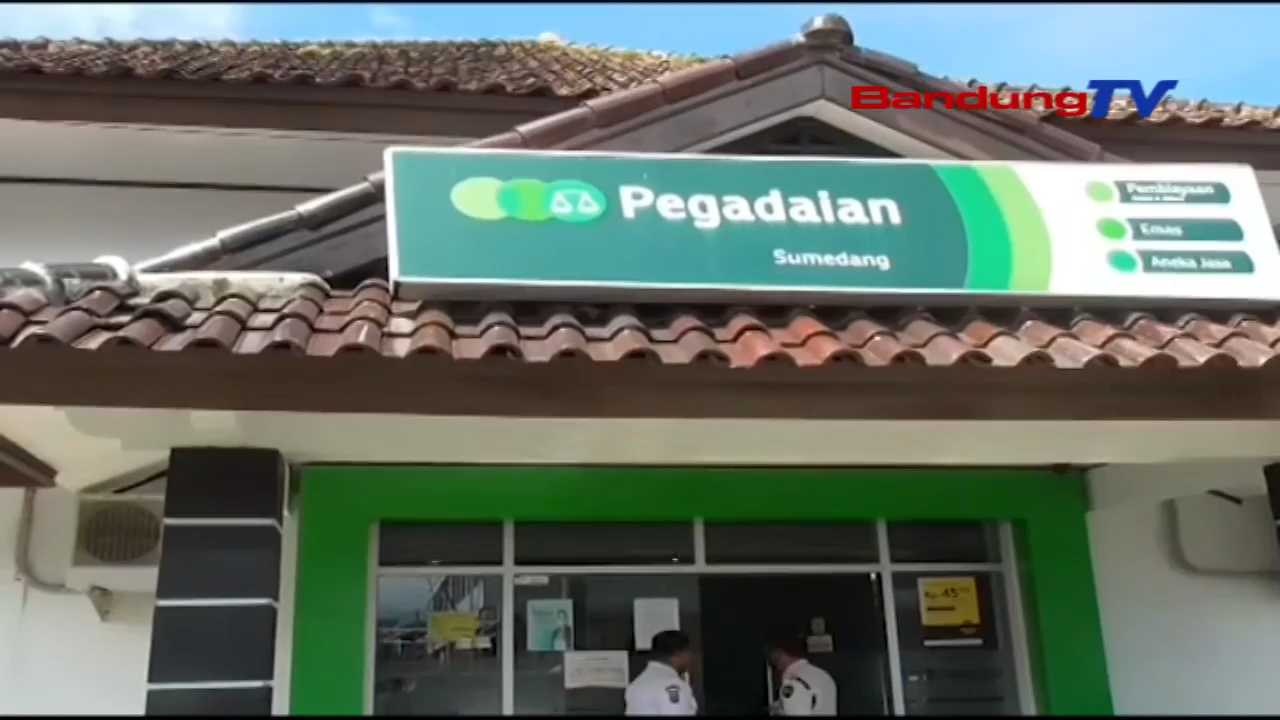 BandungTV
Pegadaian
Sumedang
Pembiayaan
Emas
Aneka Jasa